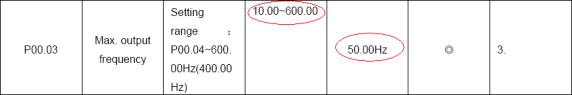 P00.03
Max. output
frequency
Setting
range :
P00.04~600.
00Hz(400.00
Hz)
10.00~600.00
50.00Hz
◎
3.